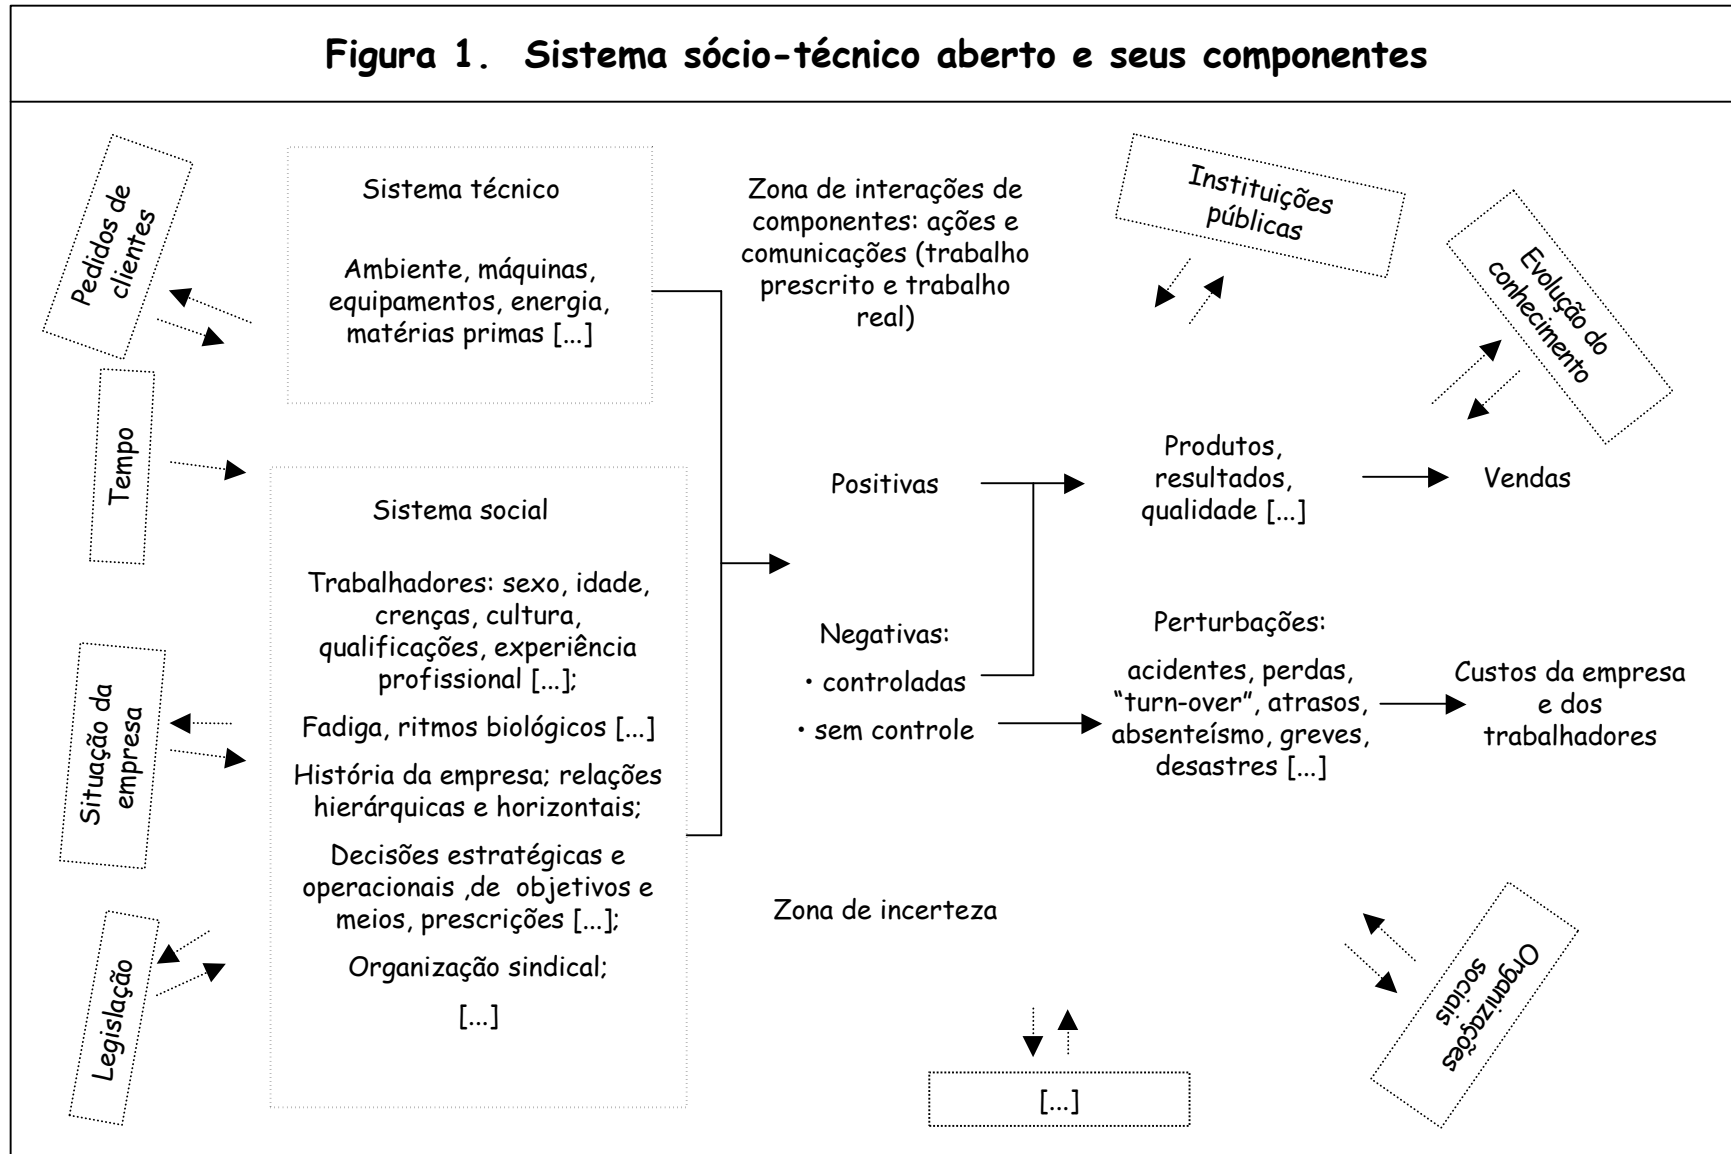 Figura 1. Sistema sócio-técnico aberto e seus componentes
Pedidos de
clientes
Tempo
Situação da
empresa
Legislação
Sistema técnico
Ambiente, máquinas,
equipamentos, energia,
matérias primas [...]
Sistema social
Trabalhadores: sexo, idade,
crenças, cultura,
qualificações, experiência
profissional [...];
Fadiga, ritmos biológicos [...]
História da empresa; relações
hierárquicas e horizontais;
Decisões estratégicas e
operacionais ,de objetivos e
meios, prescrições [...];
Organização sindical;
[...]
Zona de interações de
componentes: ações e
comunicações (trabalho
prescrito e trabalho
real)
Positivas
Negativas:
• controladas
• sem controle
Zona de incerteza
[...]
Instituições
públicas
Evolução do
conhecimento
Produtos,
resultados,
qualidade [...]
Vendas
Perturbações:
acidentes, perdas,
“turn-over”, atrasos,
absenteísmo, greves,
desastres [...]
Custos da empresa
e dos
trabalhadores
Organizações
sociais